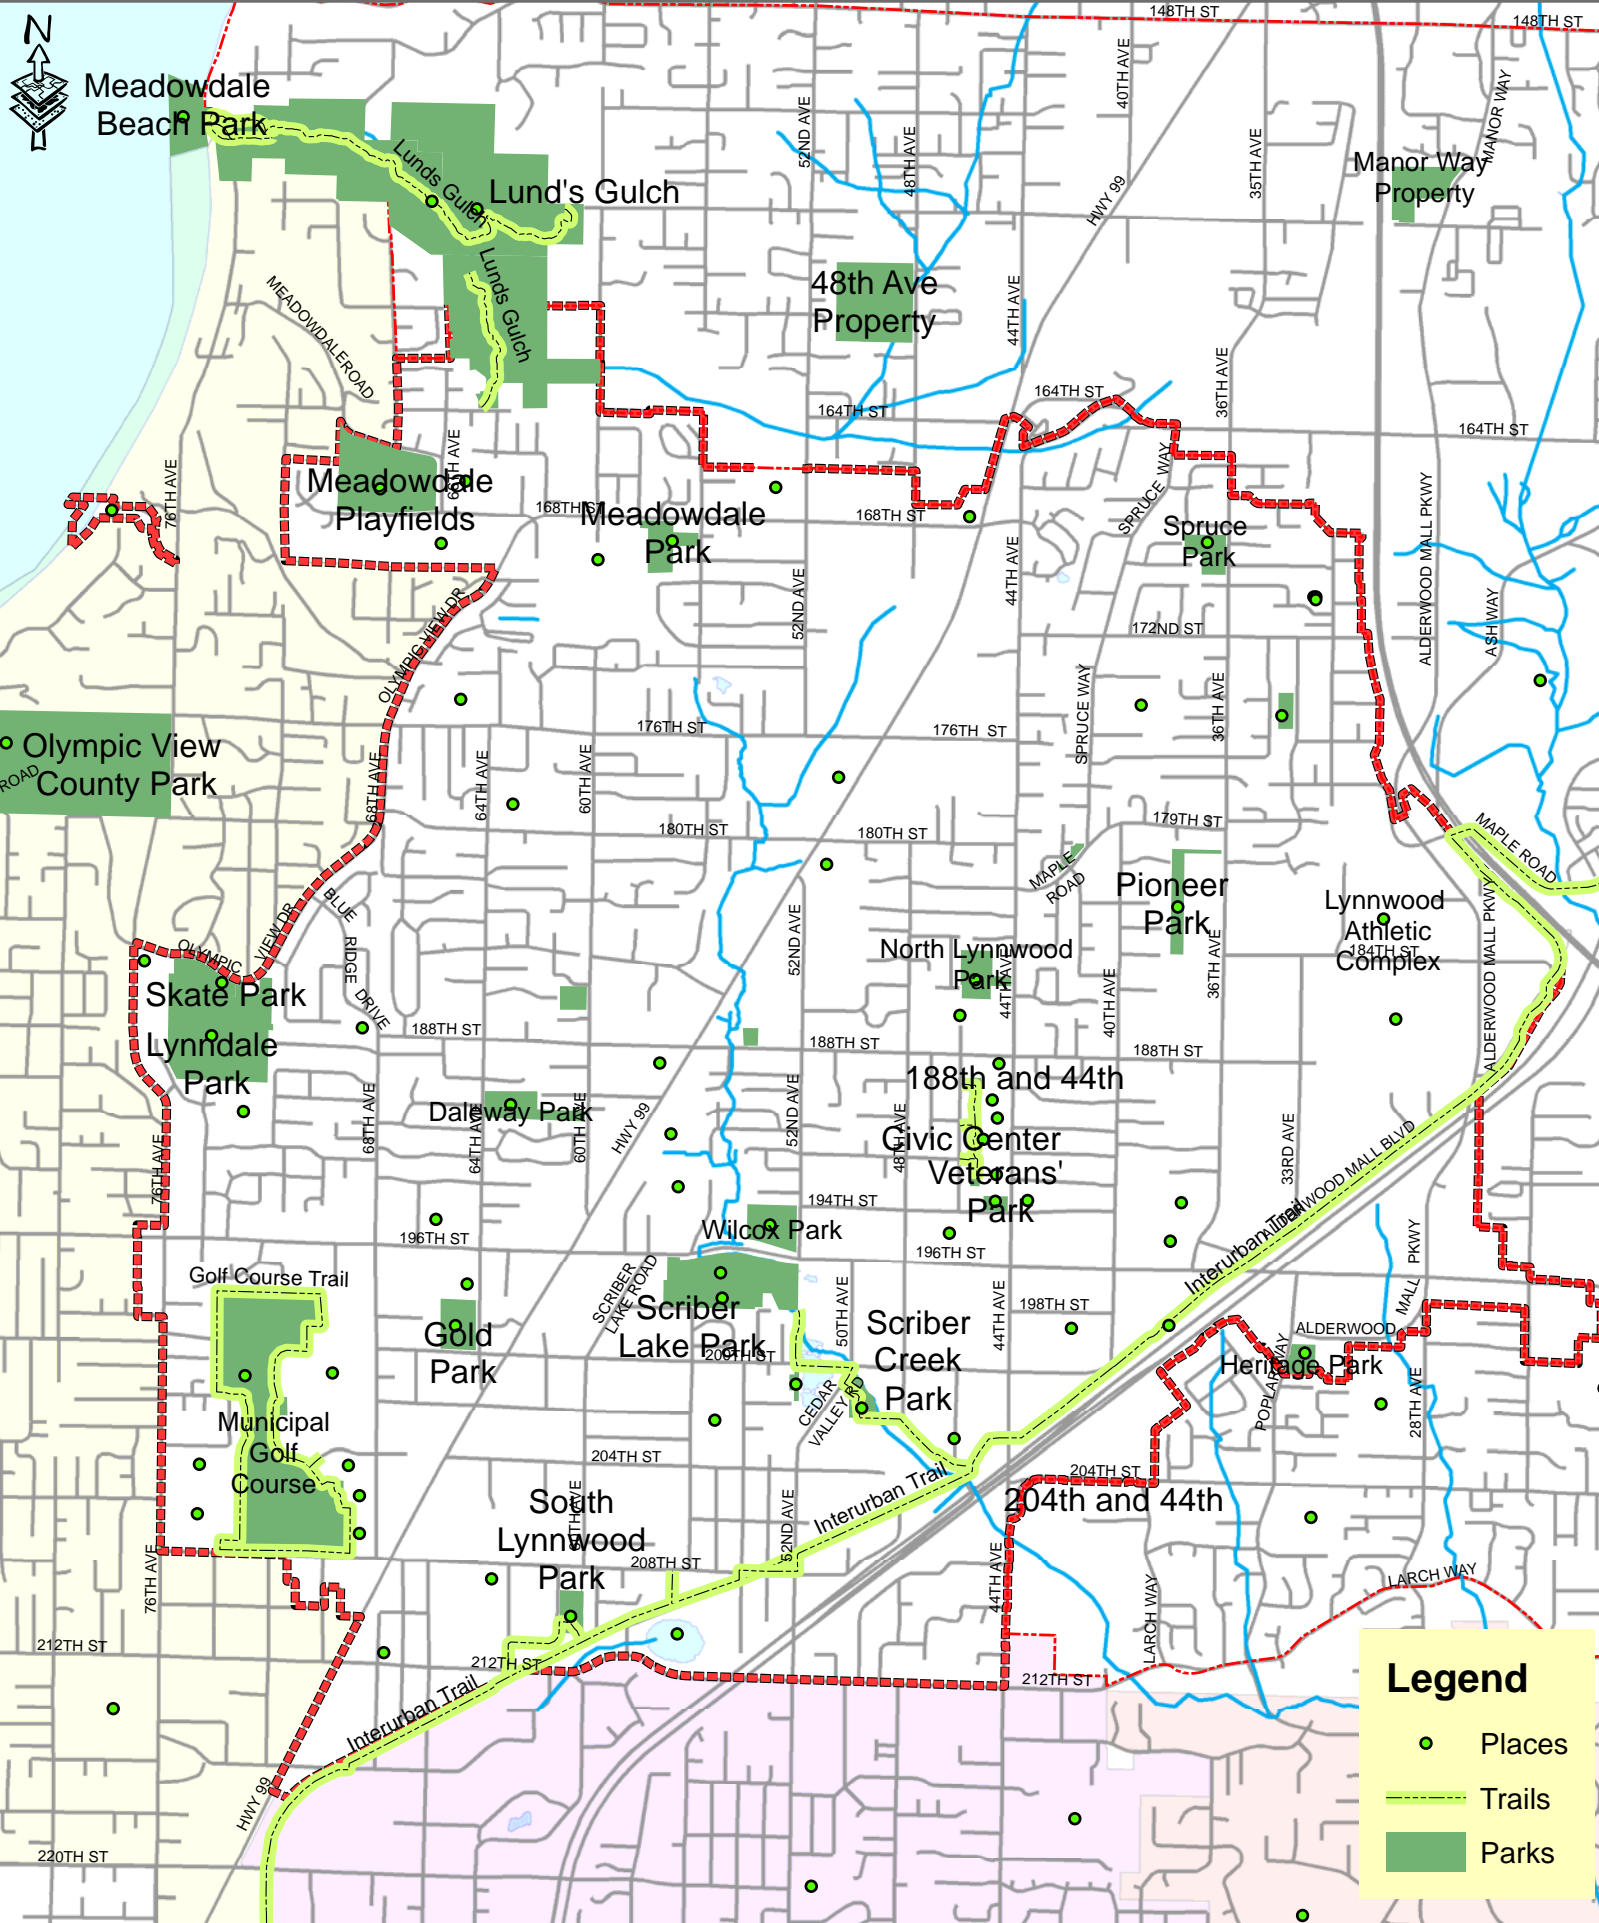 N
148TH ST
148TH ST
Meadowdale
Beach Park
40TH AVE
MANOR WAY
52ND AVE
48TH AVE
35TH AVE
Manor Way
Property
Lunds Gulch
Lund's Gulch
HWY 99
Lunds Gulch
48th Ave
Property
44TH AVE
MEADOWDALE ROAD
36TH AVE
164TH ST
164TH ST
164TH ST
76TH AVE
66TH AVE
Meadowdale
Playfields
168TH ST
Meadowdale
Park
168TH ST
SPRUCE WAY
Spruce
Park
ALDERWOOD MALL PKWY
44TH AVE
52ND AVE
ASH WAY
172ND ST
OLYMPIC VIEW DR
SPRUCE WAY
36TH AVE
176TH ST
176TH ST
Olympic View
County Park
ROAD
68TH AVE
64TH AVE
60TH AVE
180TH ST
180TH ST
179TH ST
MAPLE ROAD
MAPLE
ROAD
Pioneer
Park
Lynnwood
Athletic
Complex
184TH ST
ALDERWOOD MALL PKWY
BLUE
RIDGE
DRIVE
OLYMPIC
VIEW DR
52ND AVE
North Lynnwood
Park
44TH AVE
40TH AVE
36TH AVE
Skate Park
Lynndale
Park
188TH ST
188TH ST
188TH ST
188th and 44th
68TH AVE
Daleway Park
64TH AVE
60TH AVE
HWY 99
52ND AVE
48TH AVE
Civic Center
Veterans'
Park
33RD AVE
ALDERWOOD MALL BLVD
76TH AVE
194TH ST
Wilcox Park
196TH ST
196TH ST
Interurban Trail
MALL PKWY
Golf Course Trail
SCRIBER
LAKE ROAD
Scriber
Lake Park
200TH ST
50TH AVE
Scriber
Creek
Park
44TH AVE
198TH ST
ALDERWOOD
Heritage Park
POPLAR WAY
28TH AVE
Gold
Park
CEDAR
VALLEY RD
Municipal
Golf
Course
204TH ST
204TH ST
204th and 44th
Interurban Trail
South
Lynnwood
Park
52ND AVE
208TH ST
76TH AVE
44TH AVE
LARCH WAY
LARCH WAY
212TH ST
212TH ST
212TH ST
Interurban Trail
HWY 99
220TH ST
Legend
Places
Trails
Parks